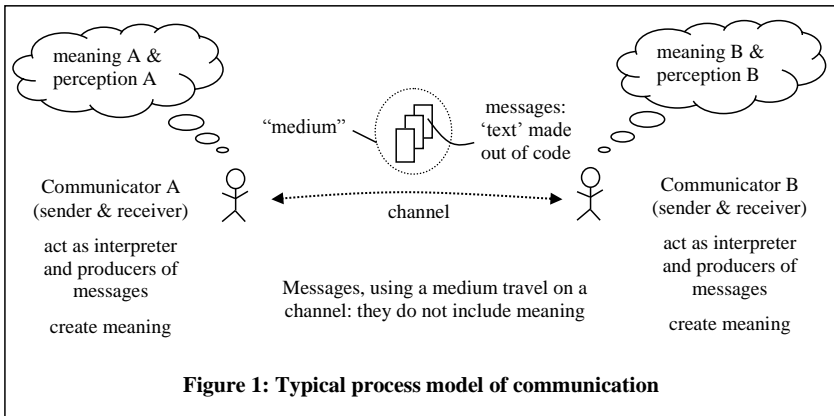 meaning A &
perception A
meaning B &
perception B
“medium”
messages:
‘text’ made
out of code
Communicator A
(sender & receiver)
act as interpreter
and producers of
messages
create meaning
channel
Messages, using a medium travel on a
channel: they do not include meaning
Communicator B
(sender & receiver)
act as interpreter
and producers of
messages
create meaning
Figure 1: Typical process model of communication